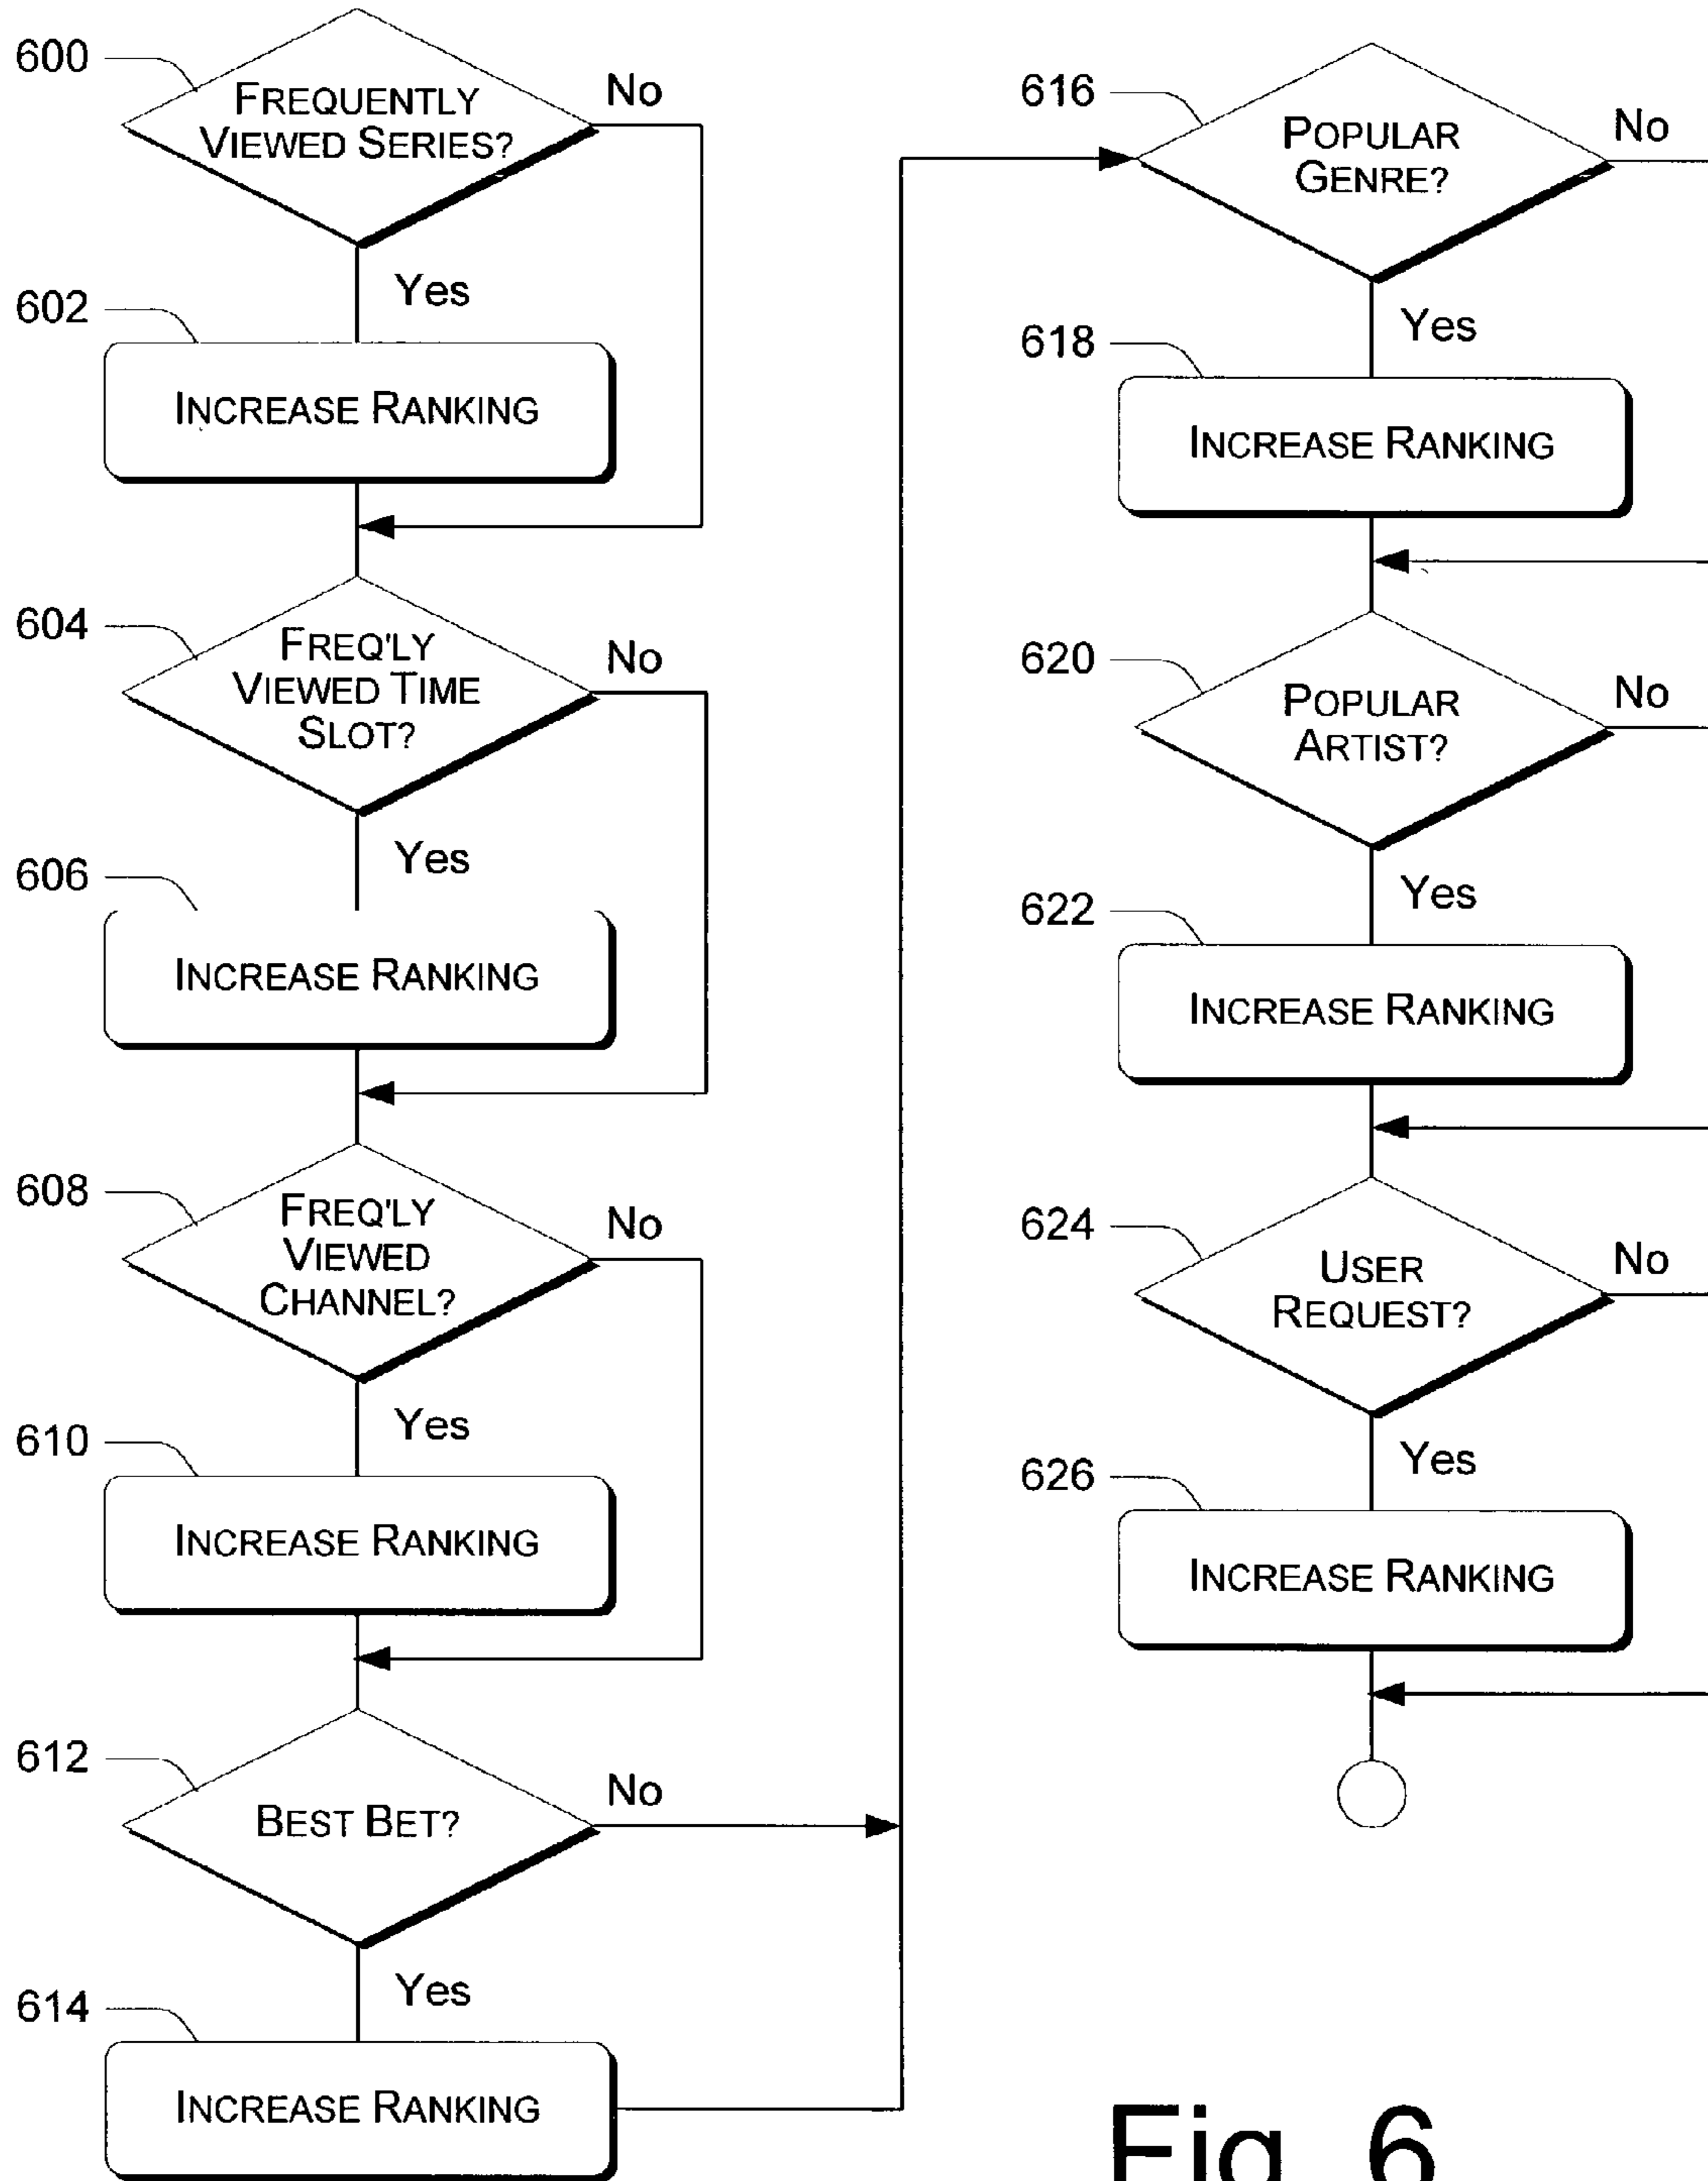 600
FREQUENTLY
VIEWED SERIES?
No
Yes
602
INCREASE RANKING
604
FREQ'LY
VIEWED TIME
SLOT?
No
Yes
606
INCREASE RANKING
608
FREQ'LY
VIEWED
CHANNEL?
No
Yes
610
INCREASE RANKING
612
BEST BET?
No
Yes
614
INCREASE RANKING
616
POPULAR
GENRE?
No
Yes
618
INCREASE RANKING
620
POPULAR
ARTIST?
No
Yes
622
INCREASE RANKING
624
USER
REQUEST?
No
Yes
626
INCREASE RANKING
Fig. 6